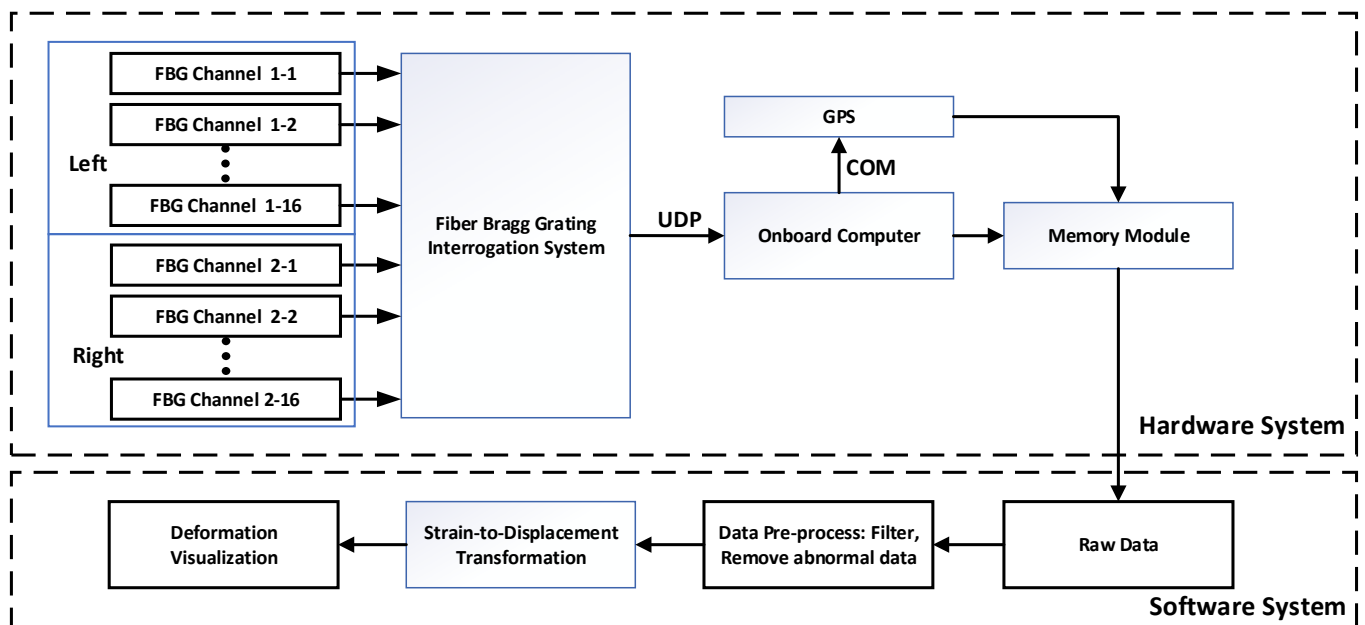 FBG Channel 1-1
FBG Channel 1-2
Left
FBG Channel 1-16
FBG Channel 2-1
FBG Channel 2-2
Right
FBG Channel 2-16
Fiber Bragg Grating
Interrogation System
UDP
GPS
COM
Onboard Computer
Memory Module
Hardware System
Deformation
Visualization
Strain-to-Displacement
Transformation
Data Pre-process: Filter,
Remove abnormal data
Raw Data
Software System